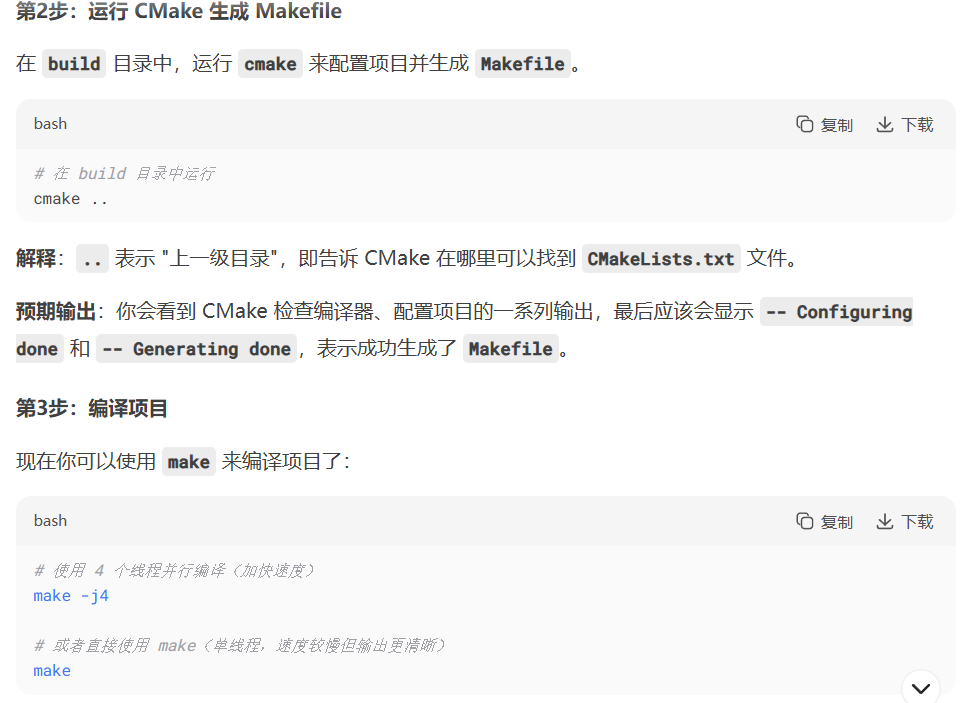 第2步：运行 CMake 生成 Makefile
在 build 目录中，运行 cmake 来配置项目并生成 Makefile。
bash
复制
下载
# 在 build 目录中运行
cmake ..
解释：.. 表示 "上一级目录"，即告诉 CMake 在哪里可以找到 CMakeLists.txt 文件。
预期输出：你会看到 CMake 检查编译器、配置项目的一系列输出，最后应该会显示 -- Configuring
done 和 -- Generating done，表示成功生成了 Makefile。
第3步：编译项目
现在你可以使用 make 来编译项目了：
bash
复制
下载
# 使用 4 个线程并行编译（加快速度）
make -j4
# 或者直接使用 make（单线程，速度较慢但输出更清晰）
make